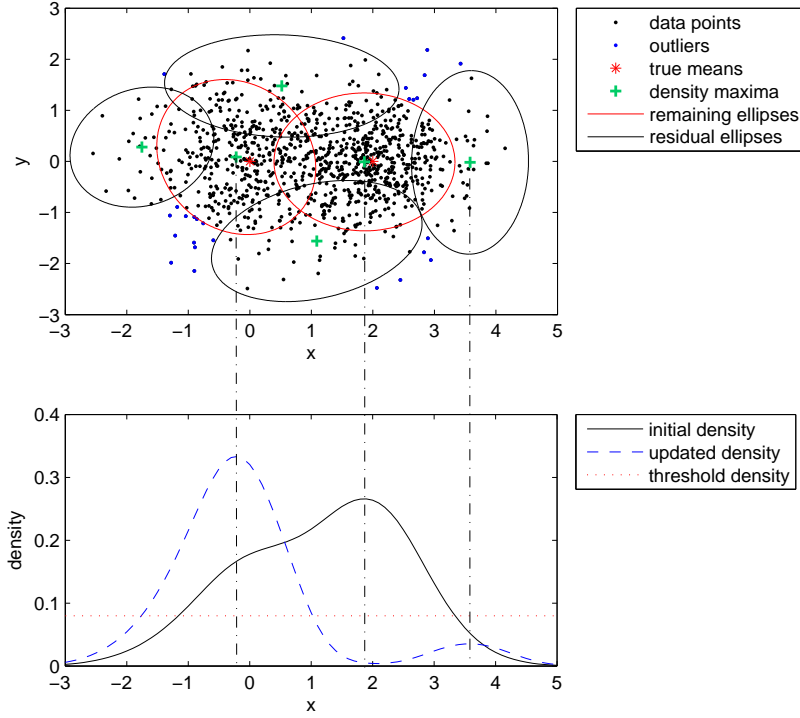 3
2
1
0
−1
−2
−3
y
−3 −2 −1 0 1 2 3 4 5
x
data points
outliers
true means
density maxima
remaining ellipses
residual ellipses
0.4
0.3
0.2
0.1
0
density
−3 −2 −1 0 1 2 3 4 5
x
initial density
updated density
threshold density